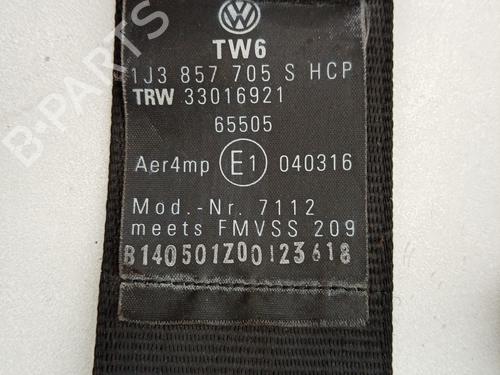 TW6
1J3 857 705 S HCP
TRW 33016921
65505
Aer4mp E1 040316
Mod.-Nr. 7112
meets FMVSS 209
B140501Z00123618
B-PARTS